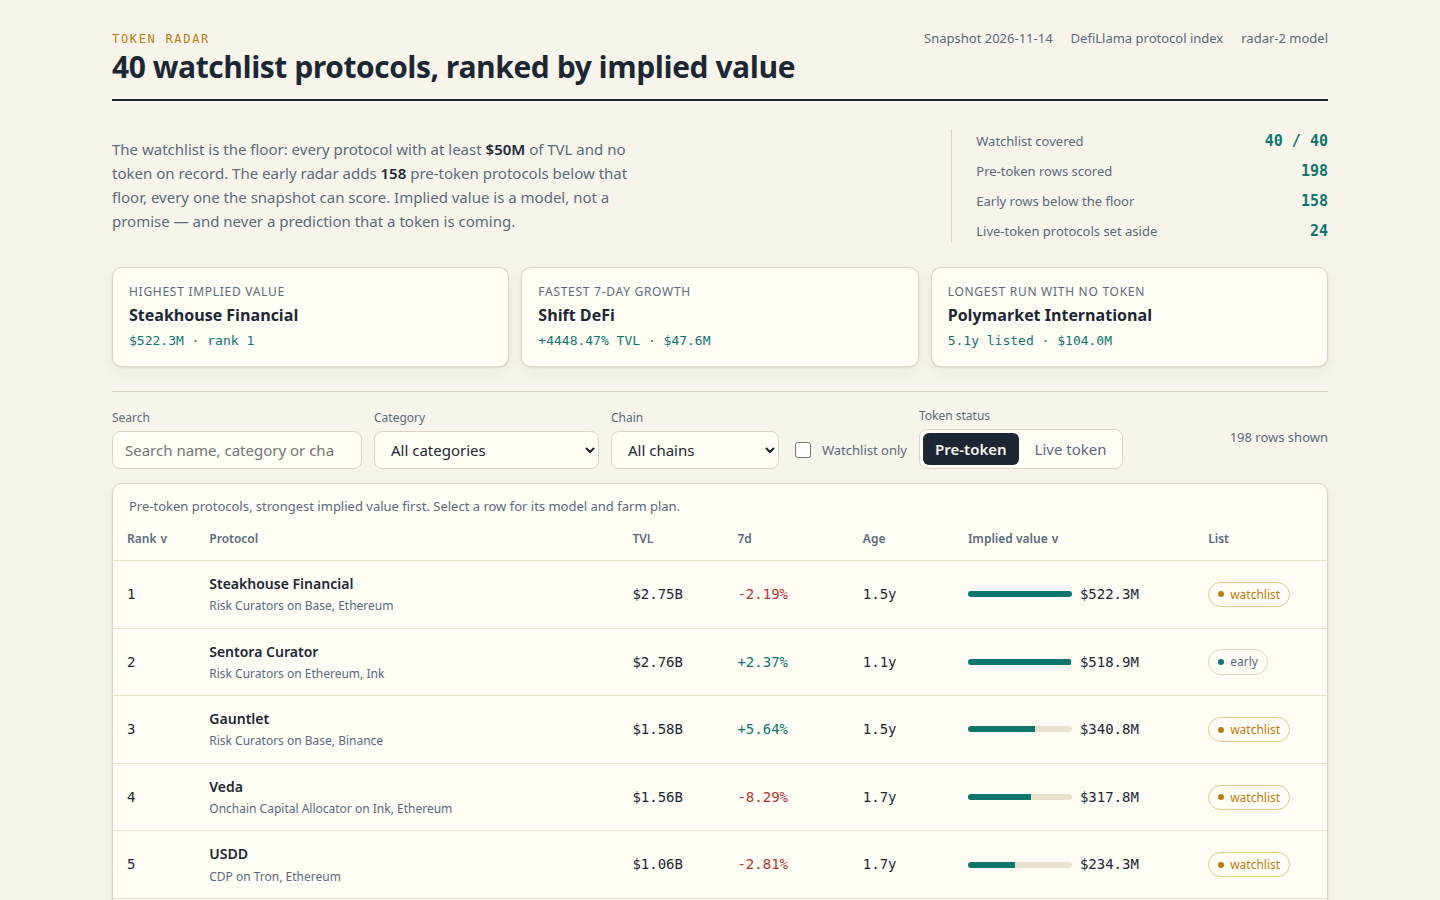 TOKEN RADAR
40 watchlist protocols, ranked by implied value
Snapshot 2026-11-14 DefiLlama protocol index radar-2 model
The watchlist is the floor: every protocol with at least $50M of TVL and no
token on record. The early radar adds 158 pre-token protocols below that
floor, every one the snapshot can score. Implied value is a model, not a
promise — and never a prediction that a token is coming.
Watchlist covered 40 / 40
Pre-token rows scored 198
Early rows below the floor 158
Live-token protocols set aside 24
HIGHEST IMPLIED VALUE
Steakhouse Financial
$522.3M · rank 1
FASTEST 7-DAY GROWTH
Shift DeFi
+4448.47% TVL · $47.6M
LONGEST RUN WITH NO TOKEN
Polymarket International
5.1y listed · $104.0M
Search
Search name, category or cha
Category
All categories
Chain
All chains
Watchlist only
Token status
Pre-token Live token
198 rows shown
Pre-token protocols, strongest implied value first. Select a row for its model and farm plan.
Rank v Protocol TVL 7d Age Implied value v List
1 Steakhouse Financial $2.75B -2.19% 1.5y $522.3M watchlist
Risk Curators on Base, Ethereum
2 Sentora Curator $2.76B +2.37% 1.1y $518.9M early
Risk Curators on Ethereum, Ink
3 Gauntlet $1.58B +5.64% 1.5y $340.8M watchlist
Risk Curators on Base, Binance
4 Veda $1.56B -8.29% 1.7y $317.8M watchlist
Onchain Capital Allocator on Ink, Ethereum
5 USDD $1.06B -2.81% 1.7y $234.3M watchlist
CDP on Tron, Ethereum